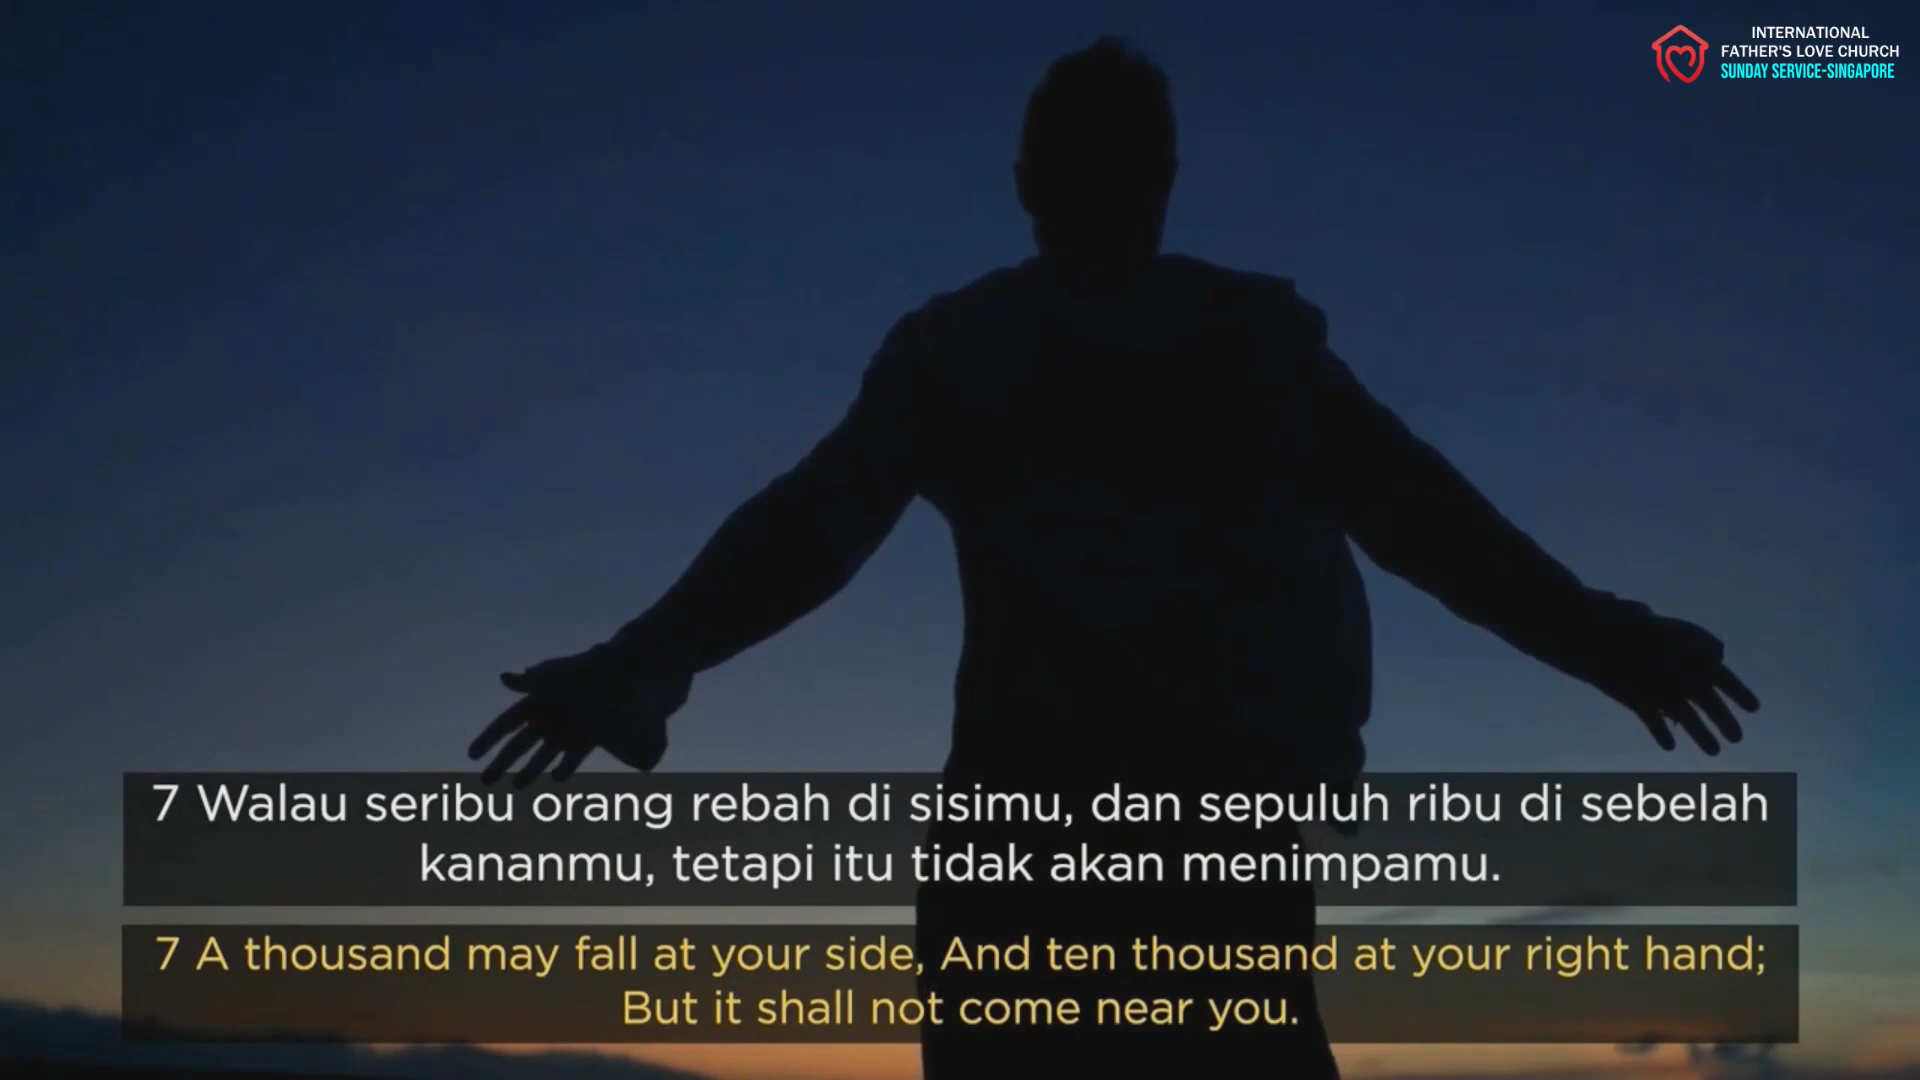 INTERNATIONAL
FATHER'S LOVE CHURCH
SUNDAY SERVICE-SINGAPORE
7 Walau seribu orang rebah di sisimu, dan sepuluh ribu di sebelah
kananmu, tetapi itu tidak akan menimpamu.
7 A thousand may fall at your side, And ten thousand at your right hand;
But it shall not come near you.